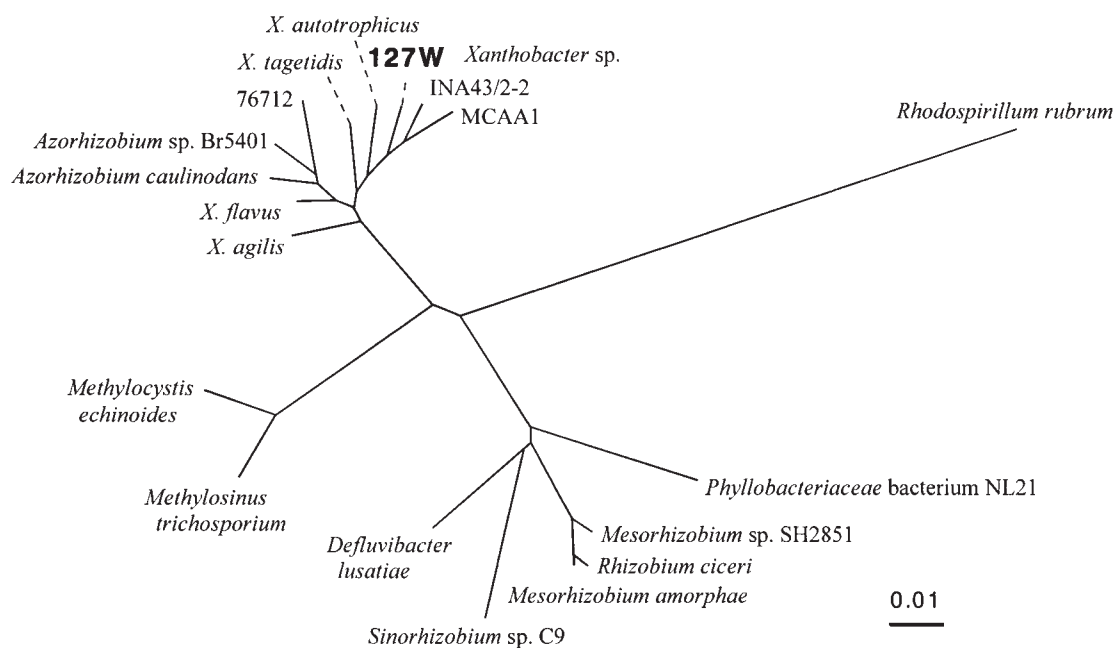 X. autotrophicus
127W
Xanthobacter sp.
X. tagetidis
INA43/2-2
76712
MCAA1
Rhodospirillum rubrum
Azorhizobium sp. Br5401
Azorhizobium caulinodans
X. flavus
X. agilis
Methylocystis
echinoides
Phyllobacteriaceae bacterium NL21
Methylosinus
trichosporium
Mesorhizobium sp. SH2851
Defluvibacter
lusatiae
Rhizobium ciceri
Mesorhizobium amorphae
0.01
Sinorhizobium sp. C9